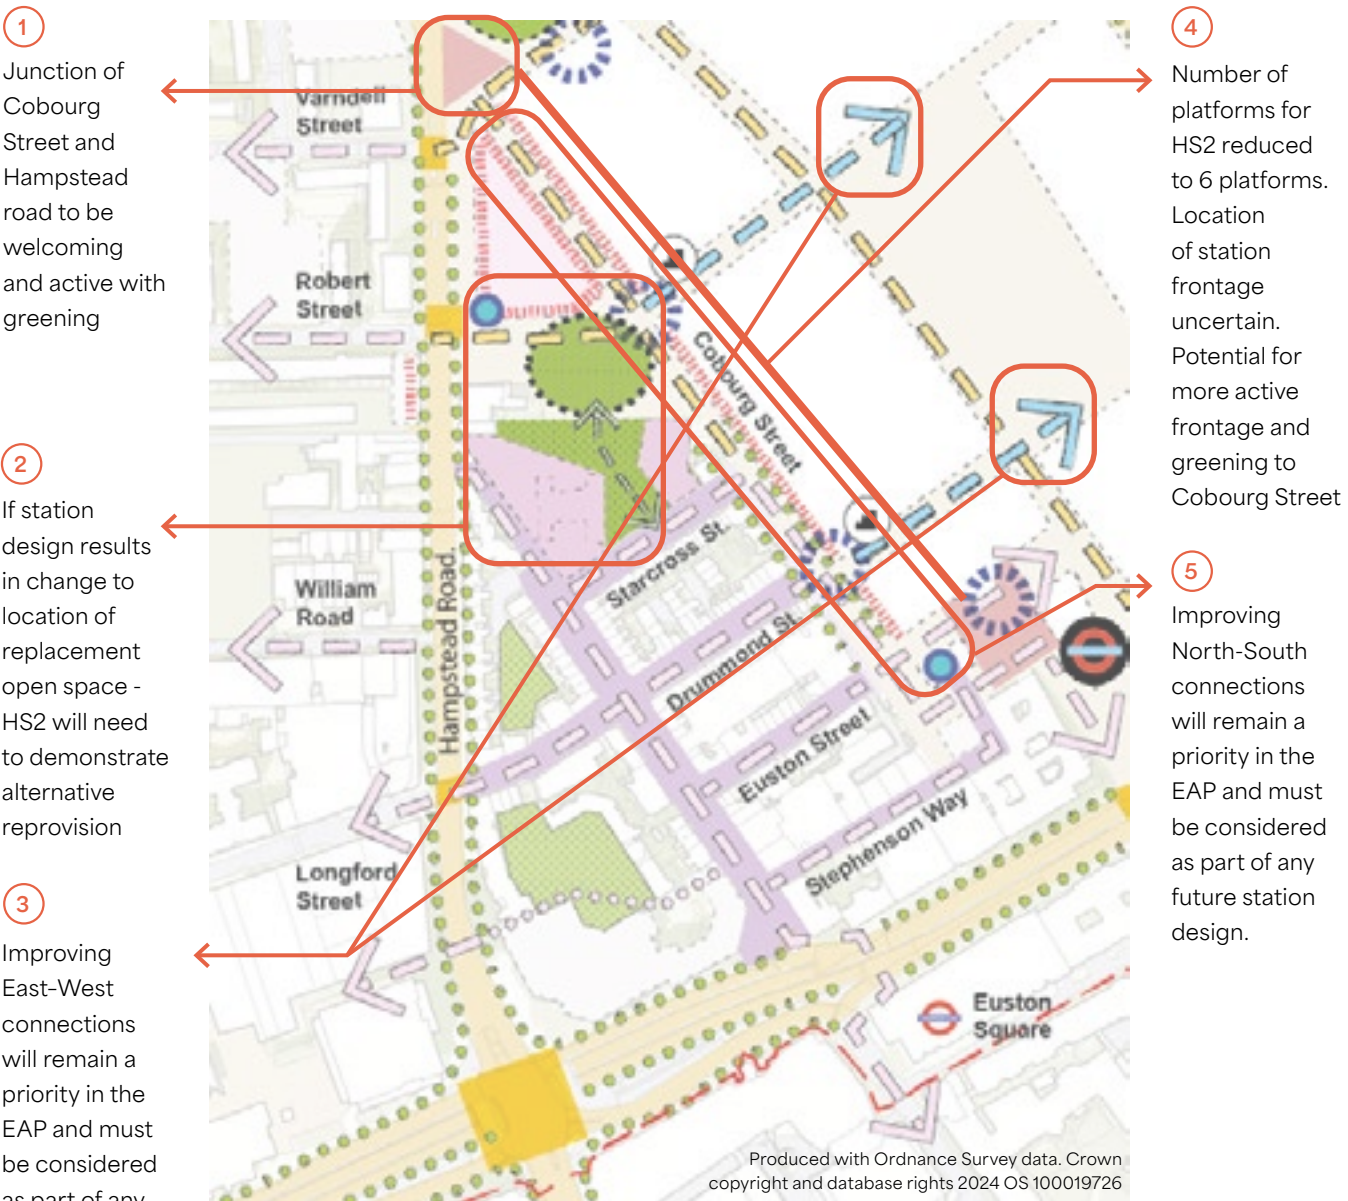 1
Junction of
Cobourg
Street and
Hampstead
road to be
welcoming
and active with
greening
2
If station
design results
in change to
location of
replacement
open space -
HS2 will need
to demonstrate
alternative
reprovision
3
Improving
East-West
connections
will remain a
priority in the
EAP and must
be considered
as part of any
Varndell
Street
Robert
Street
William
Road
Longford
Street
Hampstead Road
Cobourg Street
Starcross St.
Drummond St.
Euston Street
Stephenson Way
Euston
Square
Produced with Ordnance Survey data. Crown
copyright and database rights 2024 OS 100019726
4
Number of
platforms for
HS2 reduced
to 6 platforms.
Location
of station
frontage
uncertain.
Potential for
more active
frontage and
greening to
Cobourg Street
5
Improving
North-South
connections
will remain a
priority in the
EAP and must
be considered
as part of any
future station
design.